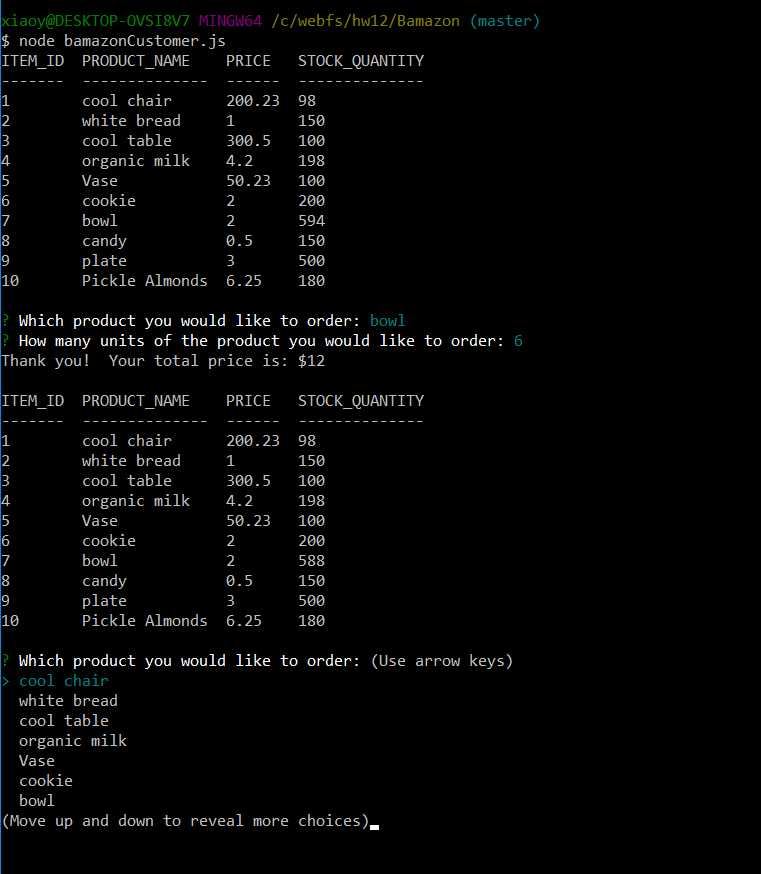 xiaoy@DESKTOP-OVSI8V7 MINGW64 /c/webfs/hw12/Bamazon (master)
$ node bamazonCustomer.js
ITEM_ID  PRODUCT_NAME    PRICE   STOCK_QUANTITY
-------  --------------  ------  --------------
1        cool chair      200.23  98
2        white bread     1       150
3        cool table      300.5   100
4        organic milk    4.2     198
5        Vase            50.23   100
6        cookie          2       200
7        bowl            2       594
8        candy           0.5     150
9        plate           3       500
10       Pickle Almonds  6.25    180

? Which product you would like to order: bowl
? How many units of the product you would like to order: 6
Thank you!  Your total price is: $12

ITEM_ID  PRODUCT_NAME    PRICE   STOCK_QUANTITY
-------  --------------  ------  --------------
1        cool chair      200.23  98
2        white bread     1       150
3        cool table      300.5   100
4        organic milk    4.2     198
5        Vase            50.23   100
6        cookie          2       200
7        bowl            2       588
8        candy           0.5     150
9        plate           3       500
10       Pickle Almonds  6.25    180

? Which product you would like to order: (Use arrow keys)
> cool chair
  white bread
  cool table
  organic milk
  Vase
  cookie
  bowl
(Move up and down to reveal more choices)